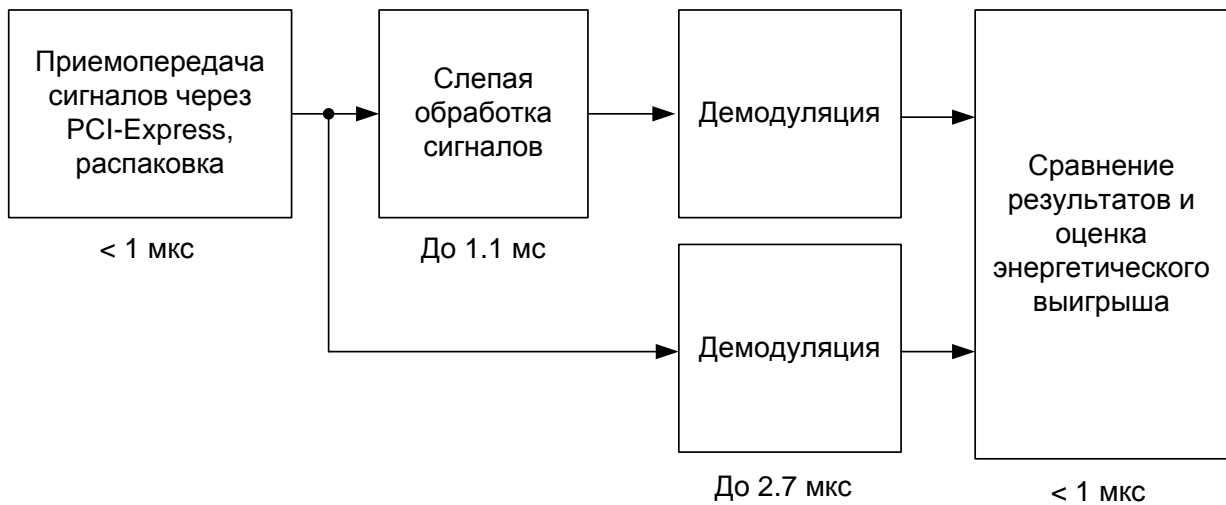 Приемопередача
сигналов через
PCI-Express,
распаковка
< 1 мкс
Слепая
обработка
сигналов
До 1.1 мс
Демодуляция
Демодуляция
До 2.7 мкс
Сравнение
результатов и
оценка
энергетического
выигрыша
< 1 мкс